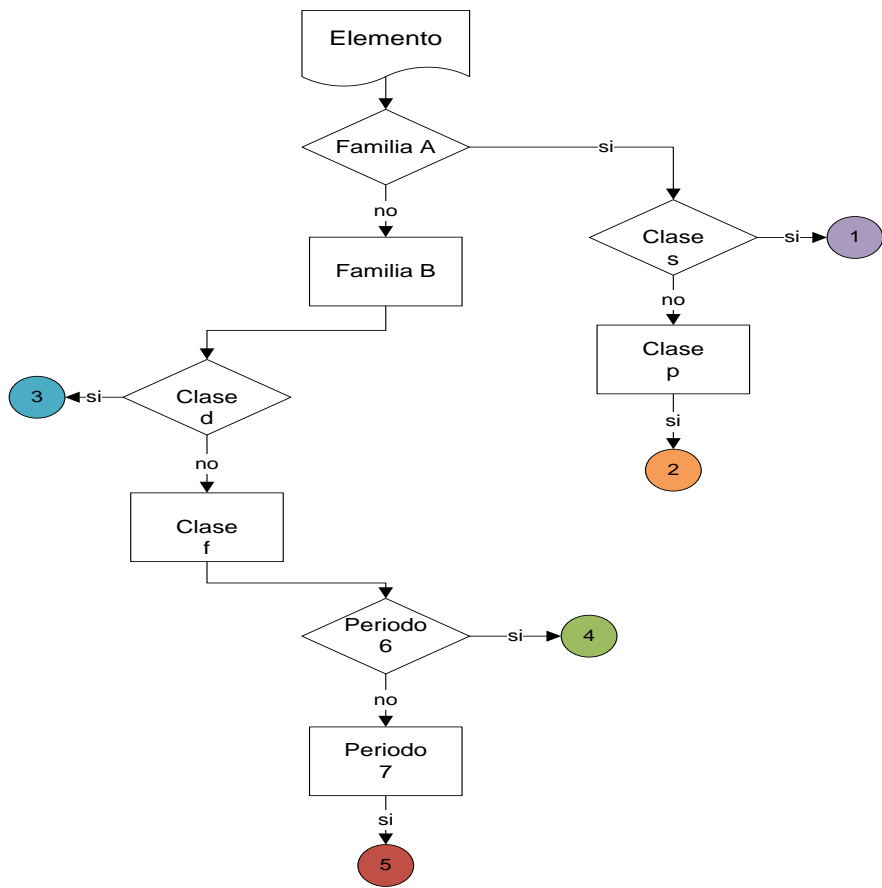 Elemento
Familia A
si
no
Clase
s
si
1
Familia B
no
Clase
p
3
si
Clase
d
si
no
2
Clase
f
Periodo
6
si
4
no
Periodo
7
si
5